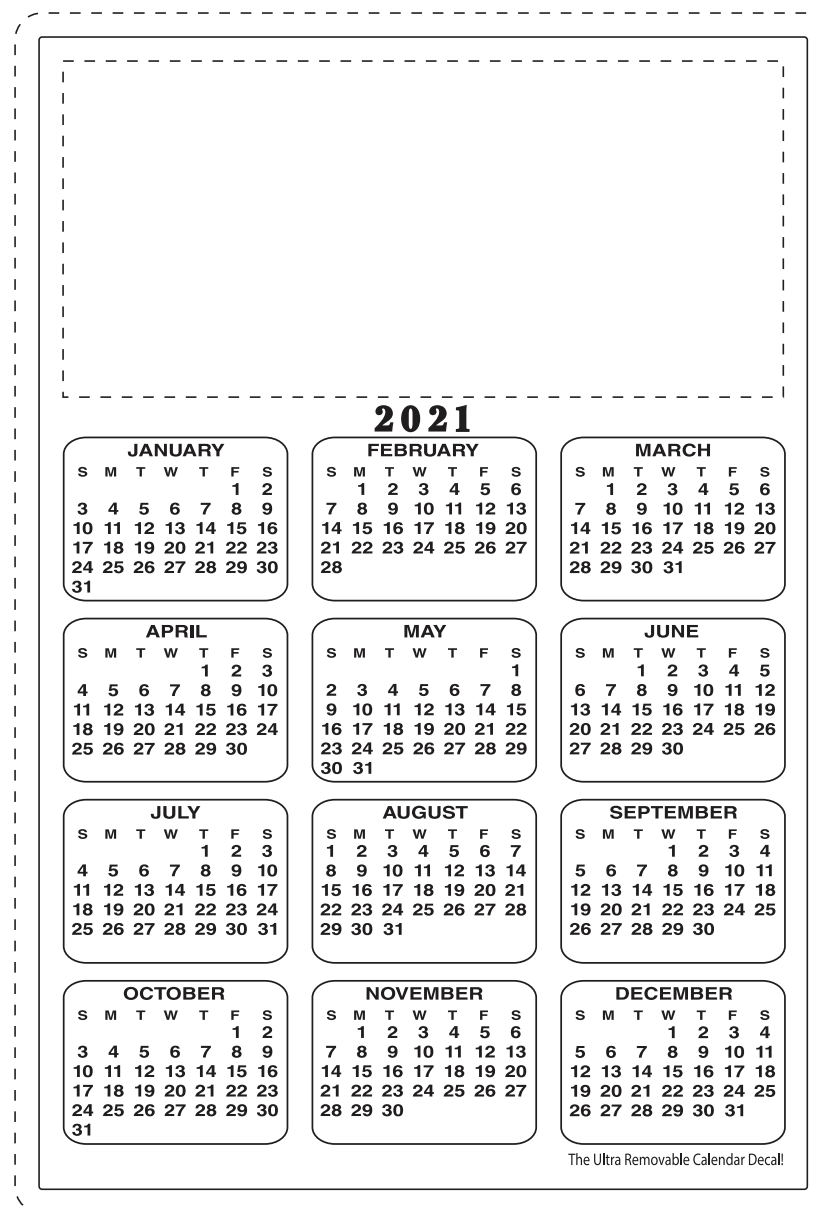 2021
JANUARY
S M T W T F S
1 2
3 4 5 6 7 8 9
10 11 12 13 14 15 16
17 18 19 20 21 22 23
24 25 26 27 28 29 30
31
FEBRUARY
S M T W T F S
1 2 3 4 5 6
7 8 9 10 11 12 13
14 15 16 17 18 19 20
21 22 23 24 25 26 27
28
MARCH
S M T W T F S
1 2 3 4 5 6
7 8 9 10 11 12 13
14 15 16 17 18 19 20
21 22 23 24 25 26 27
28 29 30 31
APRIL
S M T W T F S
1 2 3
4 5 6 7 8 9 10
11 12 13 14 15 16 17
18 19 20 21 22 23 24
25 26 27 28 29 30
MAY
S M T W T F S
1
2 3 4 5 6 7 8
9 10 11 12 13 14 15
16 17 18 19 20 21 22
23 24 25 26 27 28 29
30 31
JUNE
S M T W T F S
1 2 3 4 5
6 7 8 9 10 11 12
13 14 15 16 17 18 19
20 21 22 23 24 25 26
27 28 29 30
JULY
S M T W T F S
1 2 3
4 5 6 7 8 9 10
11 12 13 14 15 16 17
18 19 20 21 22 23 24
25 26 27 28 29 30 31
AUGUST
S M T W T F S
1 2 3 4 5 6 7
8 9 10 11 12 13 14
15 16 17 18 19 20 21
22 23 24 25 26 27 28
29 30 31
SEPTEMBER
S M T W T F S
1 2 3 4
5 6 7 8 9 10 11
12 13 14 15 16 17 18
19 20 21 22 23 24 25
26 27 28 29 30
OCTOBER
S M T W T F S
1 2
3 4 5 6 7 8 9
10 11 12 13 14 15 16
17 18 19 20 21 22 23
24 25 26 27 28 29 30
31
NOVEMBER
S M T W T F S
1 2 3 4 5 6
7 8 9 10 11 12 13
14 15 16 17 18 19 20
21 22 23 24 25 26 27
28 29 30
DECEMBER
S M T W T F S
1 2 3 4
5 6 7 8 9 10 11
12 13 14 15 16 17 18
19 20 21 22 23 24 25
26 27 28 29 30 31
The Ultra Removable Calendar Decal!